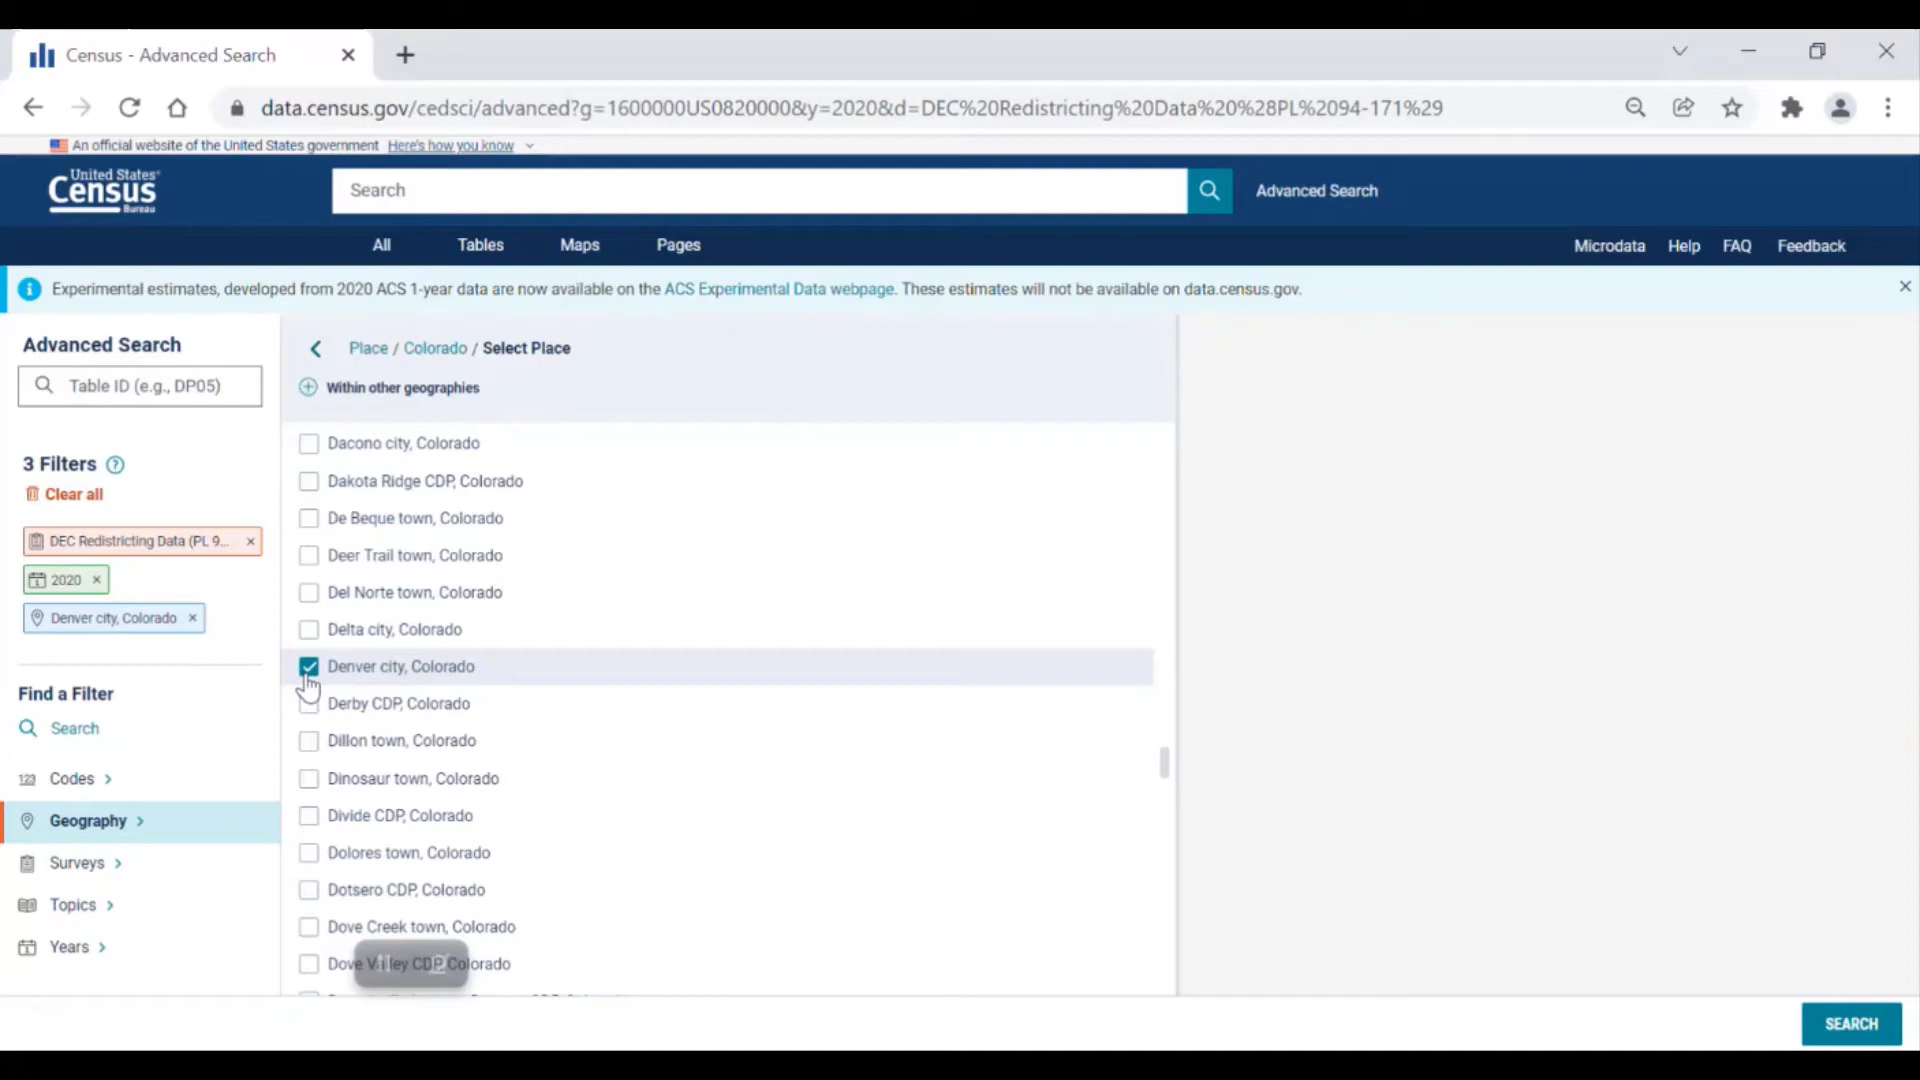 Census - Advanced Search
data.census.gov/cedsci/advanced?g=1600000US0820000&y=2020&d=DEC%20Redistricting%20Data%20%28PL%2094-171%29
An official website of the United States government Here's how you know
United States®
Census
Bureau
Search
Advanced Search
All Tables Maps Pages
Microdata Help FAQ Feedback
Experimental estimates, developed from 2020 ACS 1-year data are now available on the ACS Experimental Data webpage. These estimates will not be available on data.census.gov.
Advanced Search
Table ID (e.g., DP05)
3 Filters
Clear all
DEC Redistricting Data (PL 9...
2020
Denver city, Colorado
Find a Filter
Search
123 Codes
Geography
Surveys
Topics
Years
Place / Colorado / Select Place
Within other geographies
Dacono city, Colorado
Dakota Ridge CDP, Colorado
De Beque town, Colorado
Deer Trail town, Colorado
Del Norte town, Colorado
Delta city, Colorado
Denver city, Colorado
Derby CDP, Colorado
Dillon town, Colorado
Dinosaur town, Colorado
Divide CDP, Colorado
Dolores town, Colorado
Dotsero CDP, Colorado
Dove Creek town, Colorado
Dove Valley CDP, Colorado
SEARCH